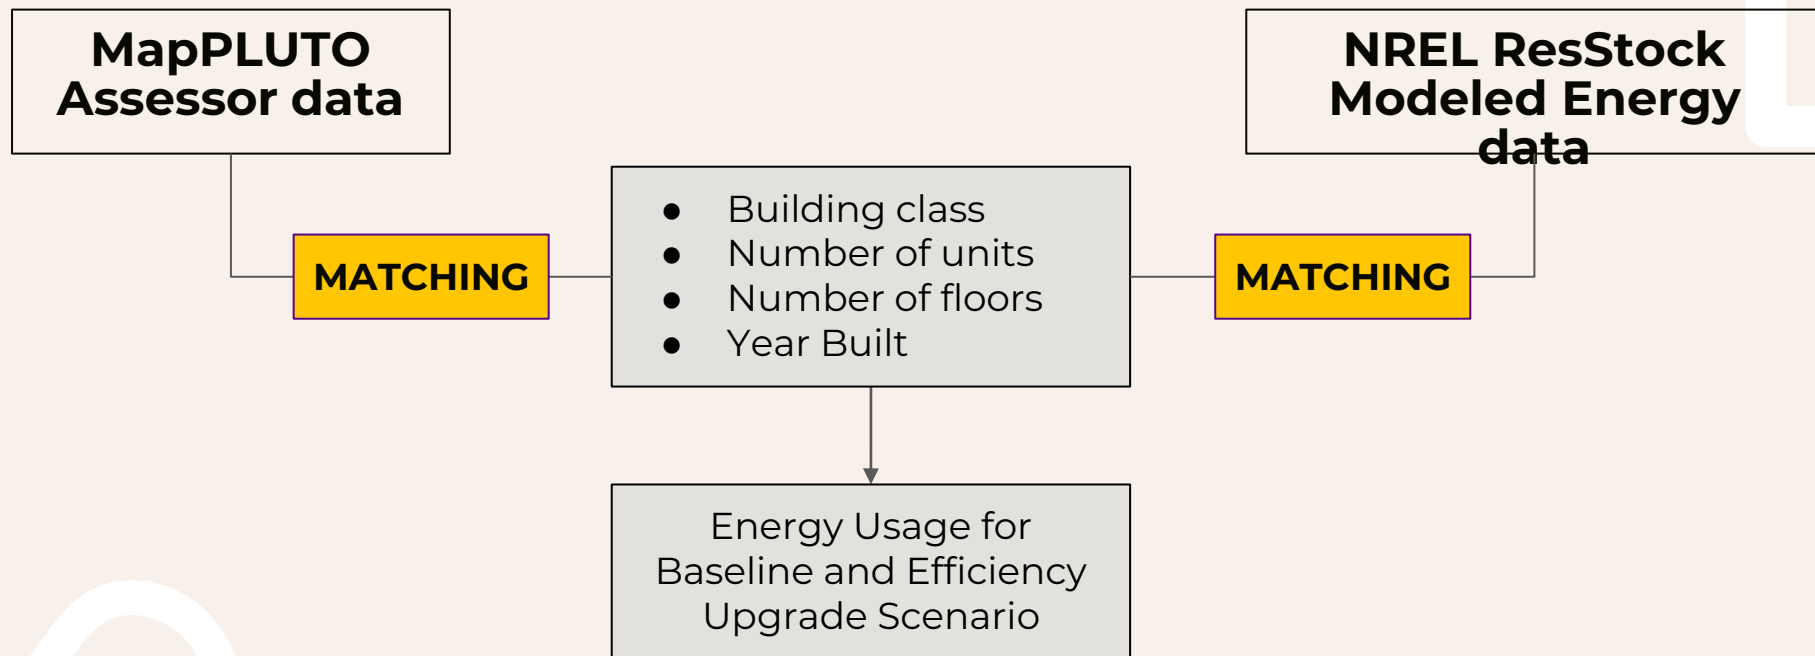 MapPLUTO
Assessor data
NREL ResStock
Modeled Energy
data
MATCHING
● Building class
● Number of units
● Number of floors
● Year Built
MATCHING
Energy Usage for
Baseline and Efficiency
Upgrade Scenario